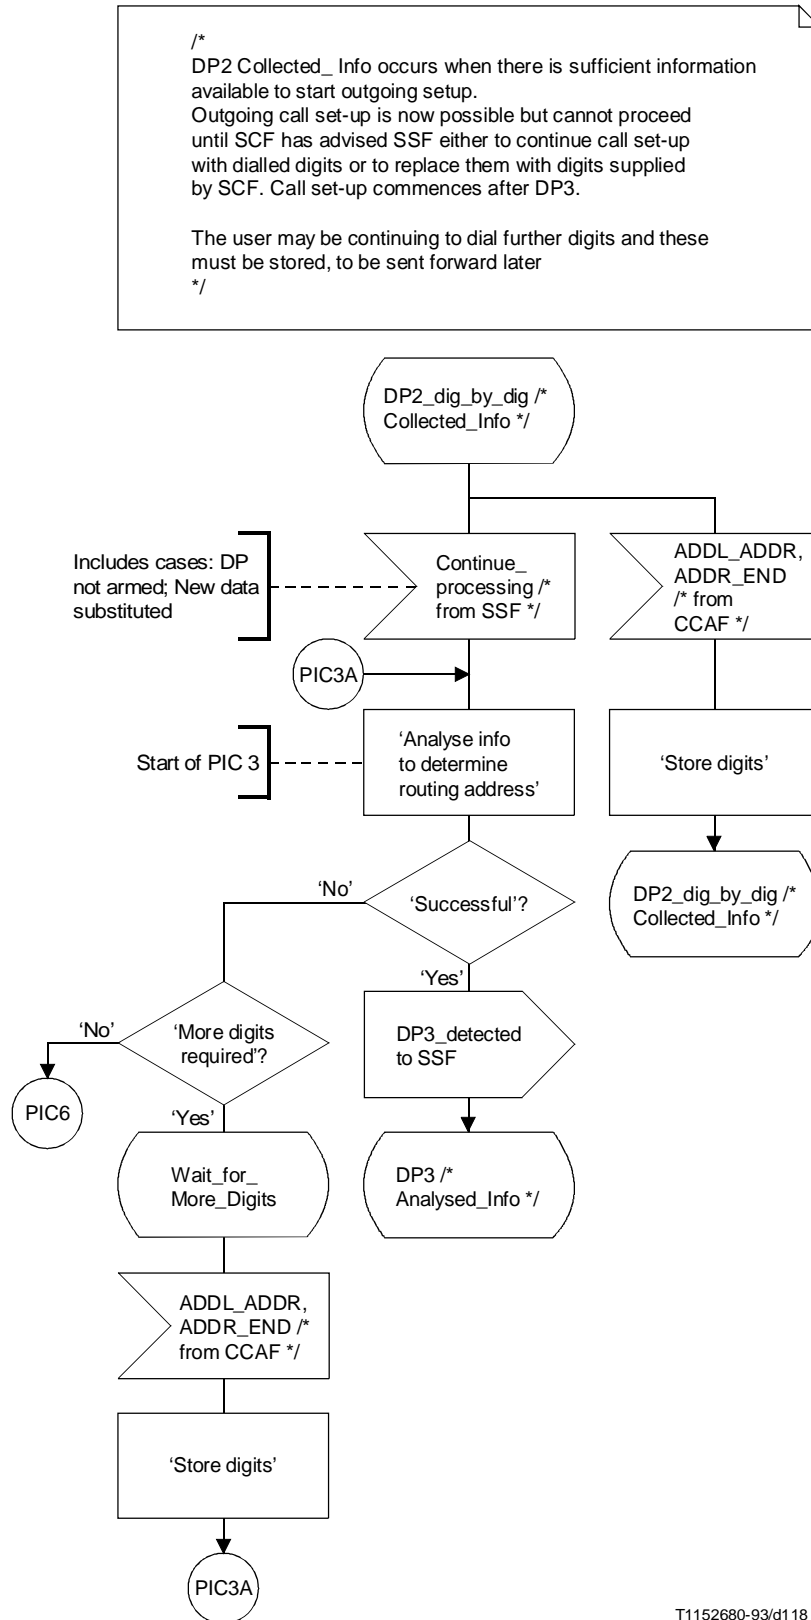 /*
DP2 Collected_ Info occurs when there is sufficient information
available to start outgoing setup.
Outgoing call set-up is now possible but cannot proceed
until SCF has advised SSF either to continue call set-up
with dialled digits or to replace them with digits supplied
by SCF. Call set-up commences after DP3.
The user may be continuing to dial further digits and these
must be stored, to be sent forward later
*/
DP2_dig_by_dig /*
Collected_Info */
Includes cases: DP
not armed; New data
substituted
Continue_
processing /*
from SSF */
ADDL_ADDR,
ADDR_END
/* from
CCAF */
PIC3A
Start of PIC 3
‘Analyse info
to determine
routing address’
‘Store digits’
‘No’
‘Successful’?
DP2_dig_by_dig /*
Collected_Info */
‘Yes’
‘No’
‘More digits
required’?
DP3_detected
to SSF
PIC6
‘Yes’
Wait_for_
More_Digits
DP3 /*
Analysed_Info */
ADDL_ADDR,
ADDR_END /*
from CCAF */
‘Store digits’
PIC3A
T1152680-93/d118